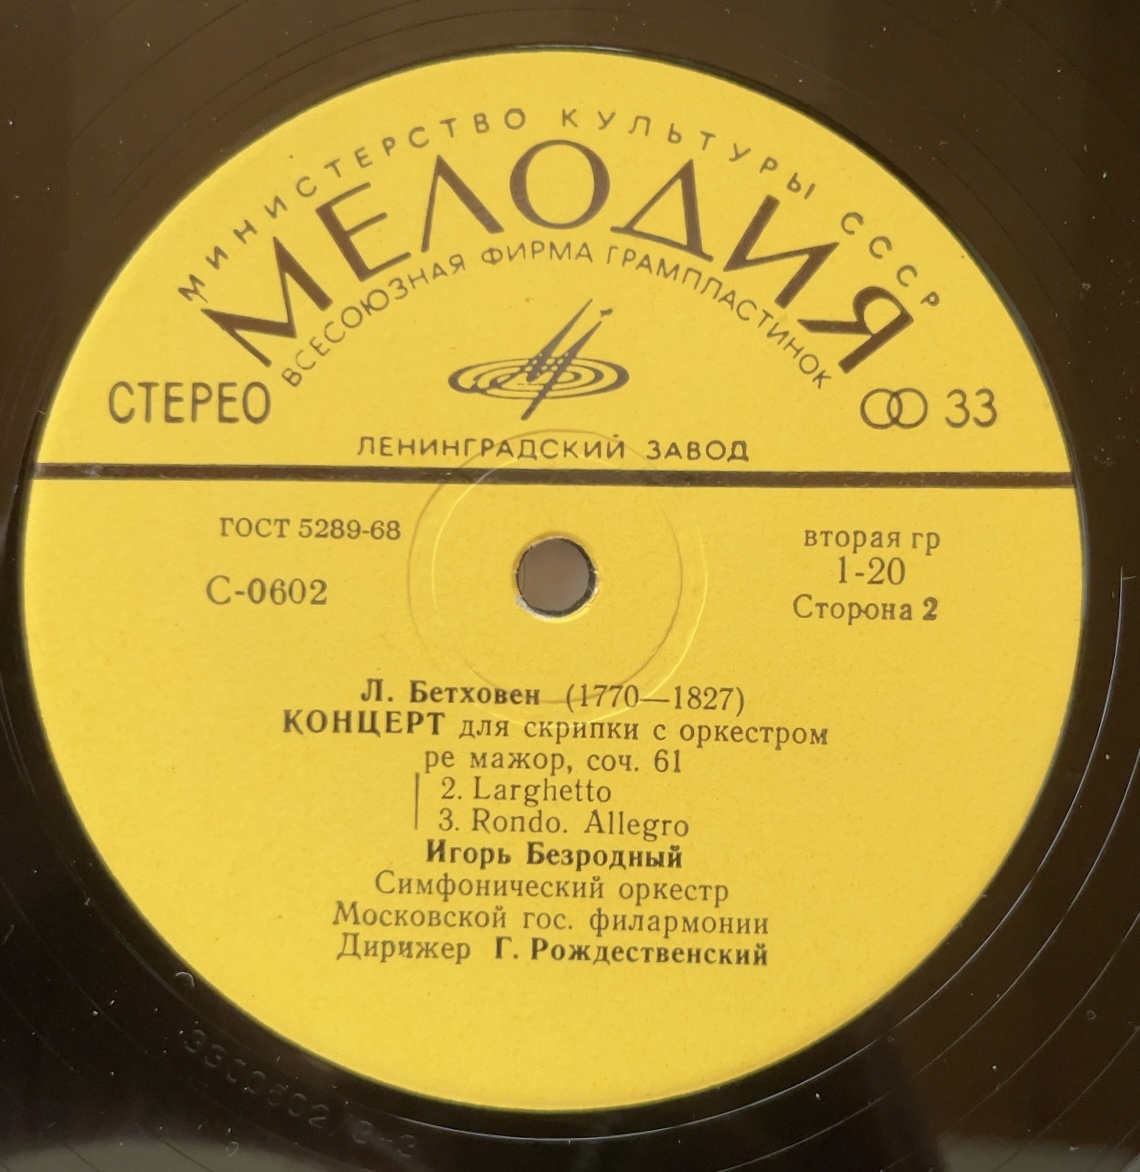 МИНИСТЕРСТВО КУЛЬТУРЫ СССР
МЕЛОДИЯ
ВСЕСОЮЗНАЯ ФИРМА ГРАМПЛАСТИНОК
СТЕРЕО
33
ЛЕНИНГРАДСКИЙ ЗАВОД
ГОСТ 5289-68
С-0602
вторая гр
1-20
Сторона 2
Л. Бетховен (1770—1827)
КОНЦЕРТ для скрипки с оркестром
ре мажор, соч. 61
2. Larghetto
3. Rondo. Allegro
Игорь Безродный
Симфонический оркестр
Московской гос. филармонии
Дирижер Г. Рождественский